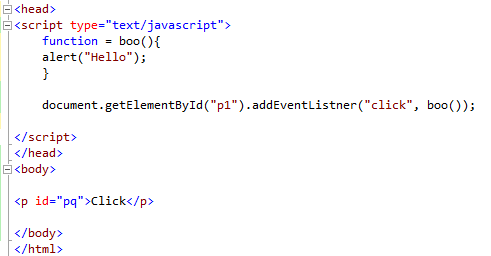 <head>
<script type="text/javascript">
function = boo(){
alert("Hello");
}
document.getElementById("p1").addEventListner("click", boo());
</script>
</head>
<body>
<p id="pq">Click</p>
</body>
</html>